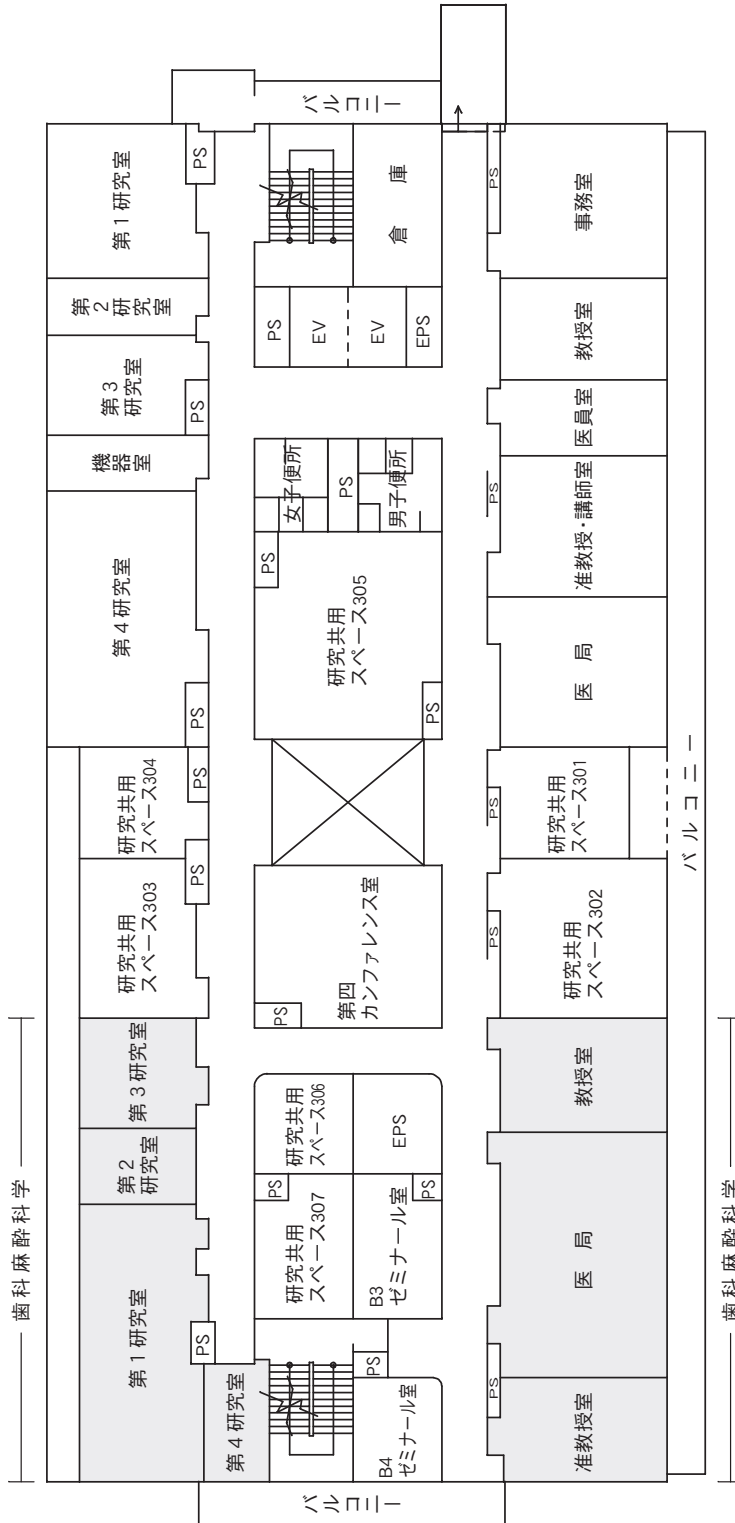 歯科麻酔科学
第1研究室
第2
研究室
第3研究室
研究共用
スペース303
研究共用
スペース304
第4研究室
機器室
第3
研究室
第2研究室
第1研究室
PS
PS
PS
PS
PS
PS
第4研究室
バルコニー
B4
ゼミナール室
PS
研究共用
スペース307
PS
研究共用
スペース306
B3
ゼミナール室
PS
EPS
PS
第四
カンファレンス室
研究共用
スペース305
PS
PS
女子便所
PS
男子便所
PS
EV
EV
EPS
倉庫
バルコニー
PS
PS
PS
PS
PS
准教授室
医局
教授室
研究共用
スペース302
研究共用
スペース301
医局
准教授・講師室
医員室
教授室
事務室
バルコニー
歯科麻酔科学